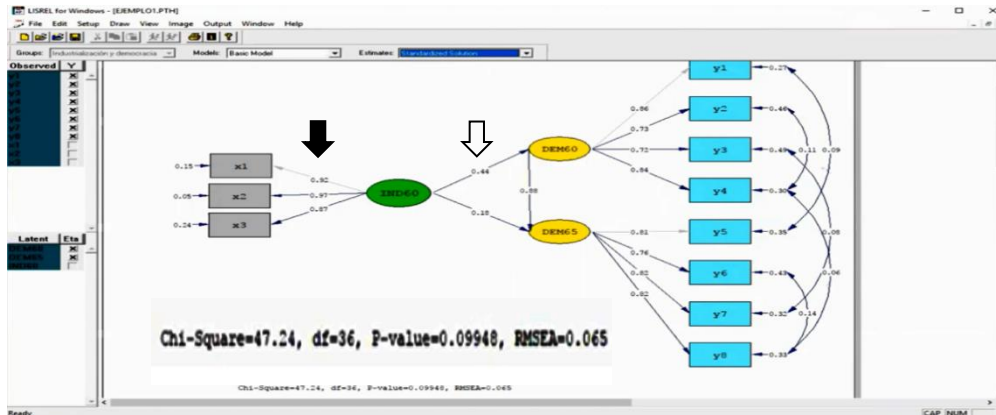 LISREL for Windows - [EJEMPLO1.PTH]
File Edit Setup Draw View Image Output Window Help
Groups: Industrialización y democracia Models: Basic Model Estimates: Standardized Solution
Observed Y
Latent Eta
y1 0.27
0.86
y2 0.46
0.73
DEM60
y3 0.49
0.72
0.11 0.09
0.15 x1
0.92
0.44
0.84
y4 0.30
0.05 x2
0.97
IND60
0.88
0.24 x3
0.87
0.18
DEM65
0.81
y5 0.35
0.08
0.76
y6 0.43
0.06
0.82
y7 0.32
0.14
0.82
y8 0.33
Chi-Square=47.24, df=36, P-value=0.09948, RMSEA=0.065
Chi-Square=47.24, df=36, P-value=0.09948, RMSEA=0.065
Ready
CAP NUM